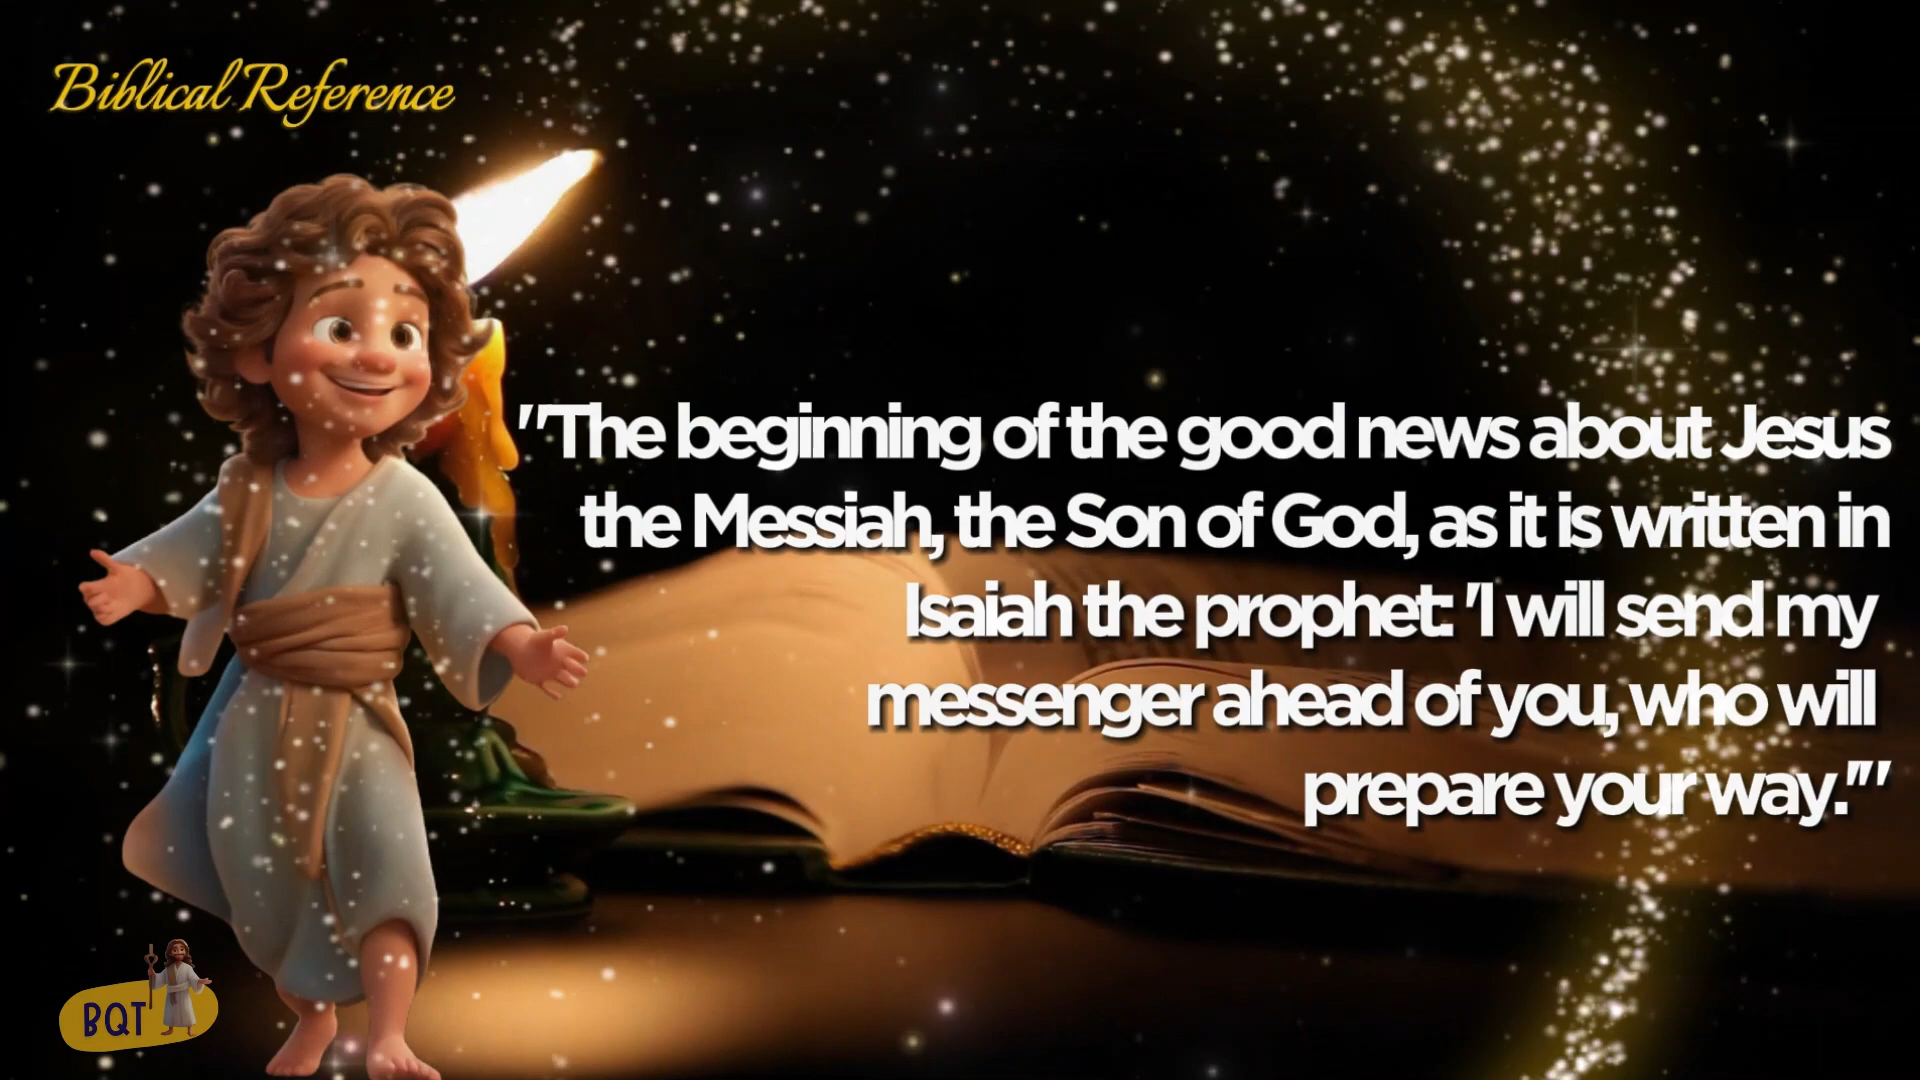 Biblical Reference
"The beginning of the good news about Jesus
the Messiah, the Son of God, as it is written in
Isaiah the prophet: 'I will send my
messenger ahead of you, who will
prepare your way."'
BQT